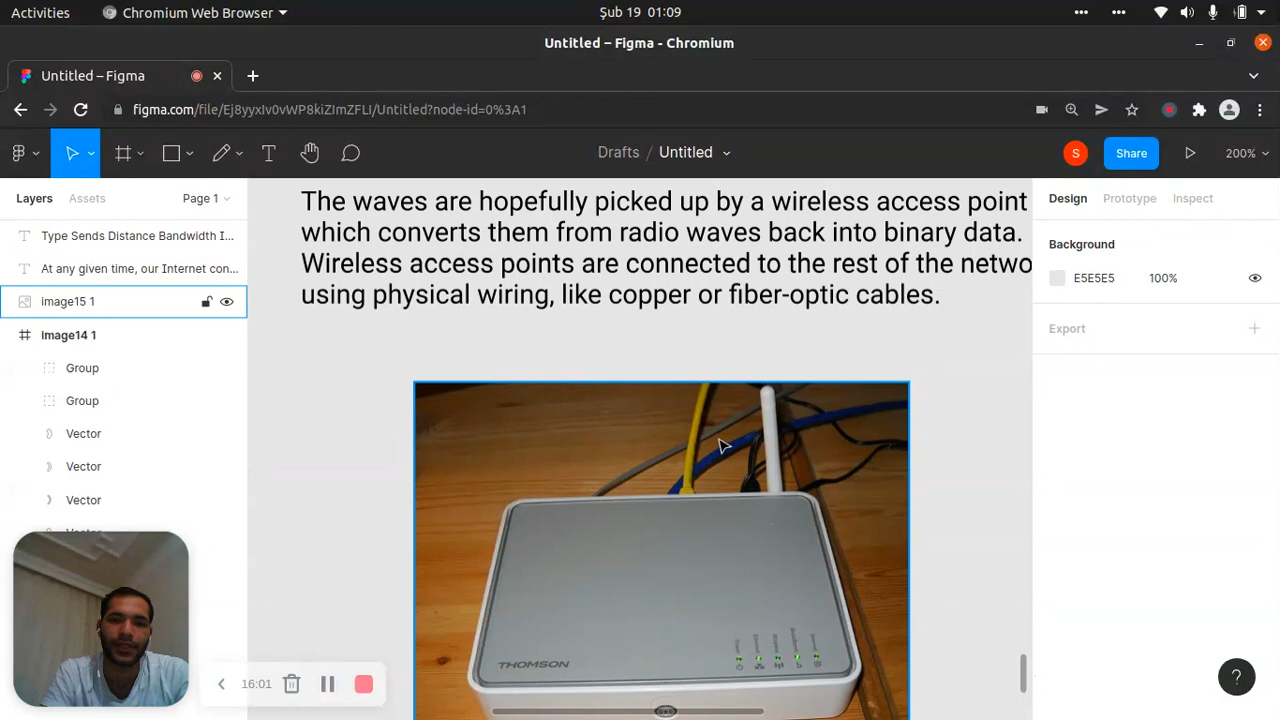 Activities
Chromium Web Browser
Şub 19 01:09
Untitled – Figma - Chromium
Untitled – Figma
figma.com/file/Ej8yyxIv0vWP8kiZImZFLI/Untitled?node-id=0%3A1
Drafts / Untitled
S
Share
200%
Layers
Assets
Page 1
Type Sends Distance Bandwidth I...
At any given time, our Internet con...
image15 1
image14 1
Group
Group
Vector
Vector
Vector
Vector
16:01
The waves are hopefully picked up by a wireless access point
which converts them from radio waves back into binary data.
Wireless access points are connected to the rest of the netwo
using physical wiring, like copper or fiber-optic cables.
THOMSON
Design
Prototype
Inspect
Background
E5E5E5
100%
Export
?